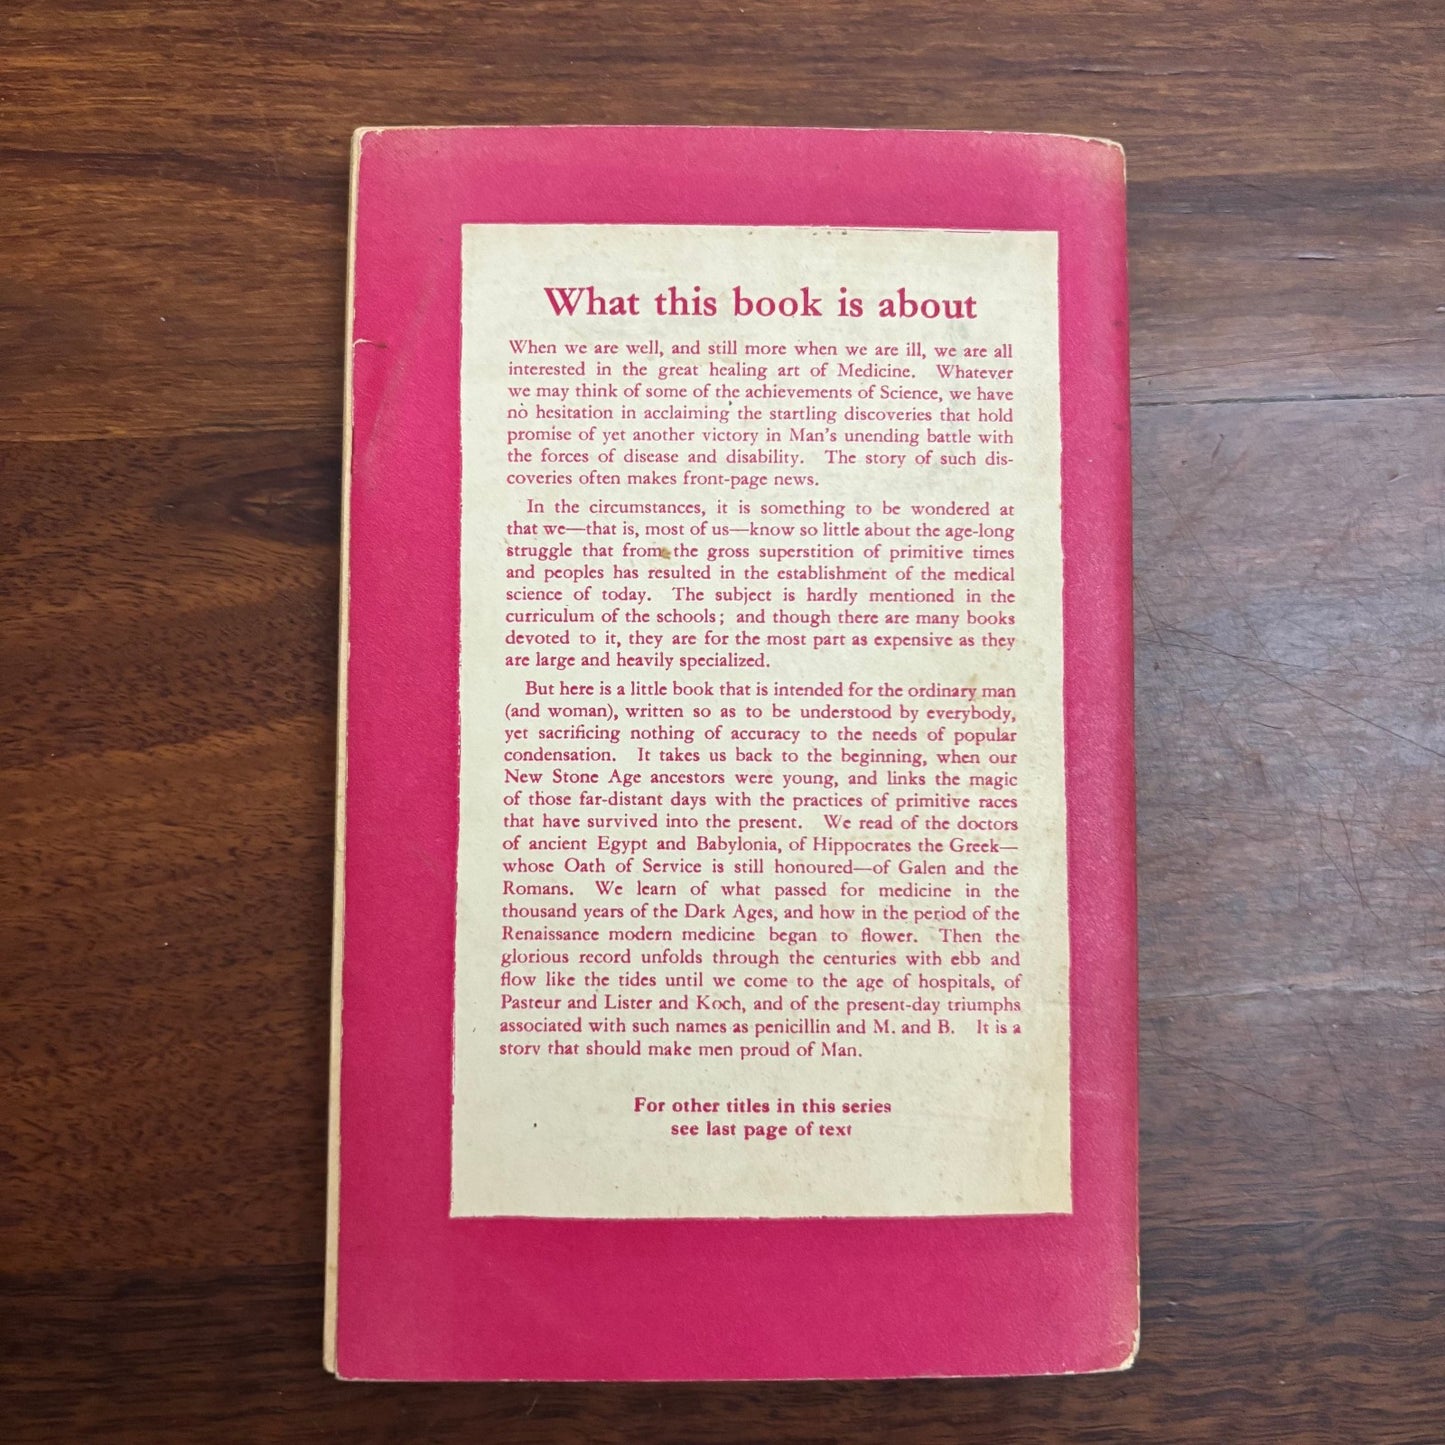 What this book is about
When we are well, and still more when we are ill, we are all
interested in the great healing art of Medicine. Whatever
we may think of some of the achievements of Science, we have
no hesitation in acclaiming the startling discoveries that hold
promise of yet another victory in Man's unending battle with
the forces of disease and disability. The story of such dis-
coveries often makes front-page news.
In the circumstances, it is something to be wondered at
that we—that is, most of us—know so little about the age-long
struggle that from the gross superstition of primitive times
and peoples has resulted in the establishment of the medical
science of today. The subject is hardly mentioned in the
curriculum of the schools; and though there are many books
devoted to it, they are for the most part as expensive as they
are large and heavily specialized.
But here is a little book that is intended for the ordinary man
(and woman), written so as to be understood by everybody,
yet sacrificing nothing of accuracy to the needs of popular
condensation. It takes us back to the beginning, when our
New Stone Age ancestors were young, and links the magic
of those far-distant days with the practices of primitive races
that have survived into the present. We read of the doctors
of ancient Egypt and Babylonia, of Hippocrates the Greek—
whose Oath of Service is still honoured—of Galen and the
Romans. We learn of what passed for medicine in the
thousand years of the Dark Ages, and how in the period of the
Renaissance modern medicine began to flower. Then the
glorious record unfolds through the centuries with ebb and
flow like the tides until we come to the age of hospitals, of
Pasteur and Lister and Koch, and of the present-day triumphs
associated with such names as penicillin and M. and B. It is a
story that should make men proud of Man.
For other titles in this series
see last page of text